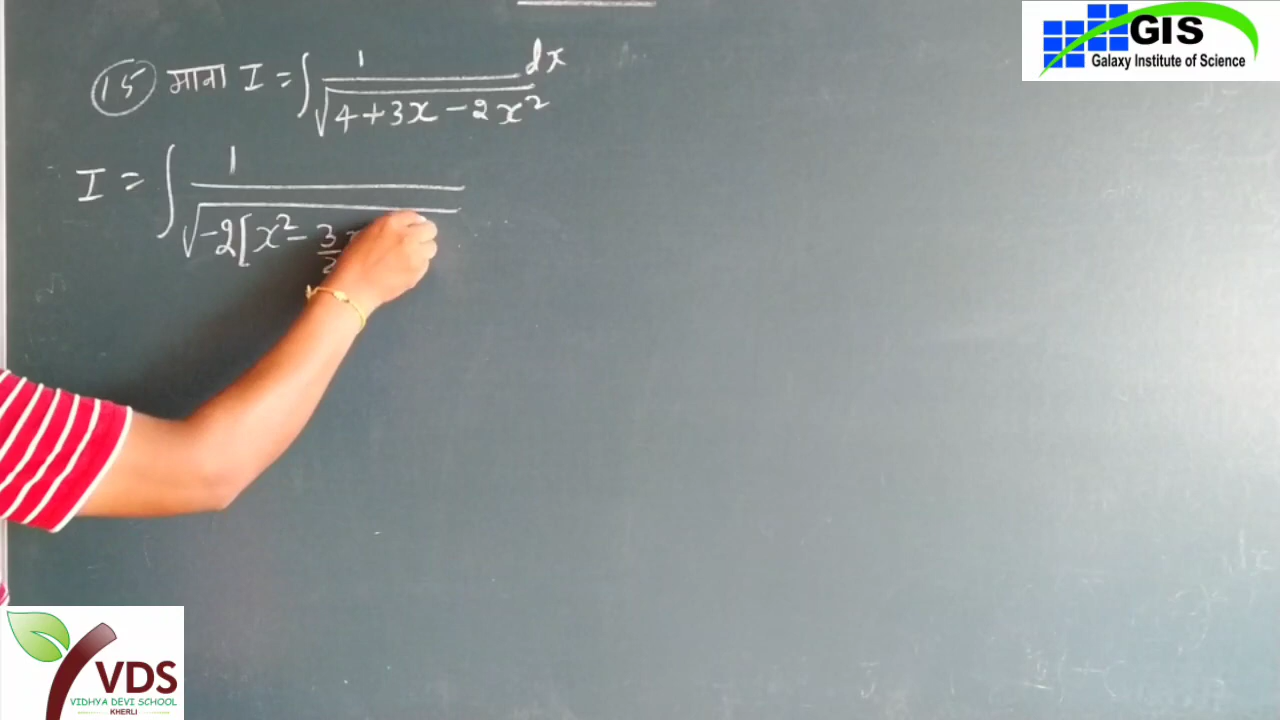 GIS
Galaxy Institute of Science
15 माना I = ∫ 1/√(4+3x-2x²) dx
I = ∫ 1/√(-2[x²-3/2
VDS
VIDHYA DEVI SCHOOL
KHERLI